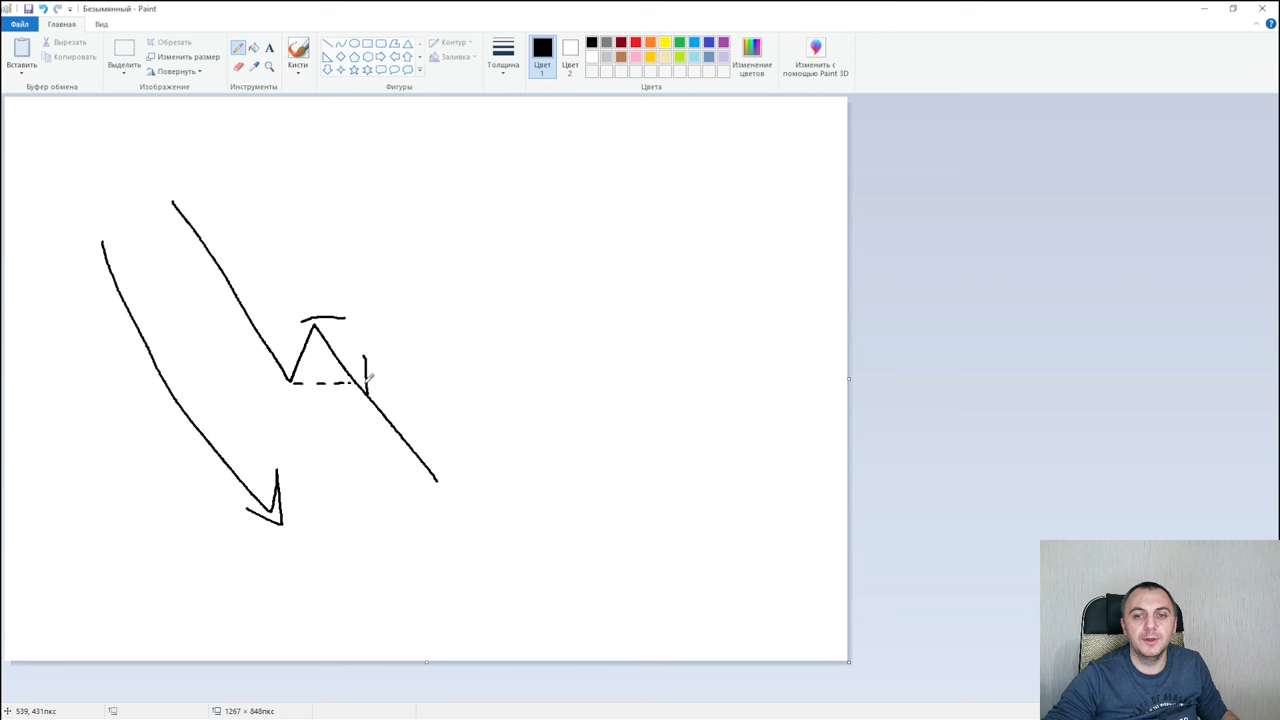 Безымянный - Paint
Файл Главная Вид
Вставить
Вырезать
Копировать
Буфер обмена
Выделить
Обрезать
Изменить размер
Повернуть
Изображение
A
Инструменты
Кисти
Контур
Заливка
Фигуры
Толщина
Цвет 1
Цвет 2
Изменение цветов
Цвета
Изменить с помощью Paint 3D
539, 431пкс
1267 × 848пкс